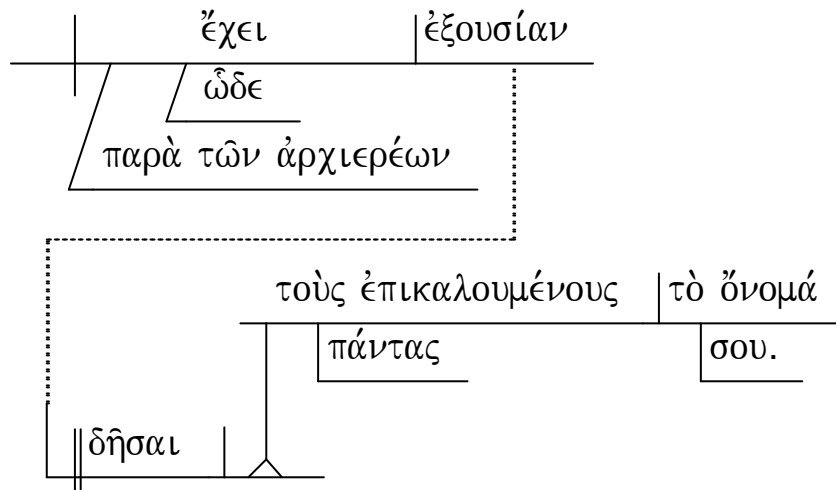 ἔχει ἐξουσίαν
ὧδε
παρὰ τῶν ἀρχιερέων
τοὺς ἐπικαλουμένους τὸ ὄνομά
πάντας σου.
δῆσαι